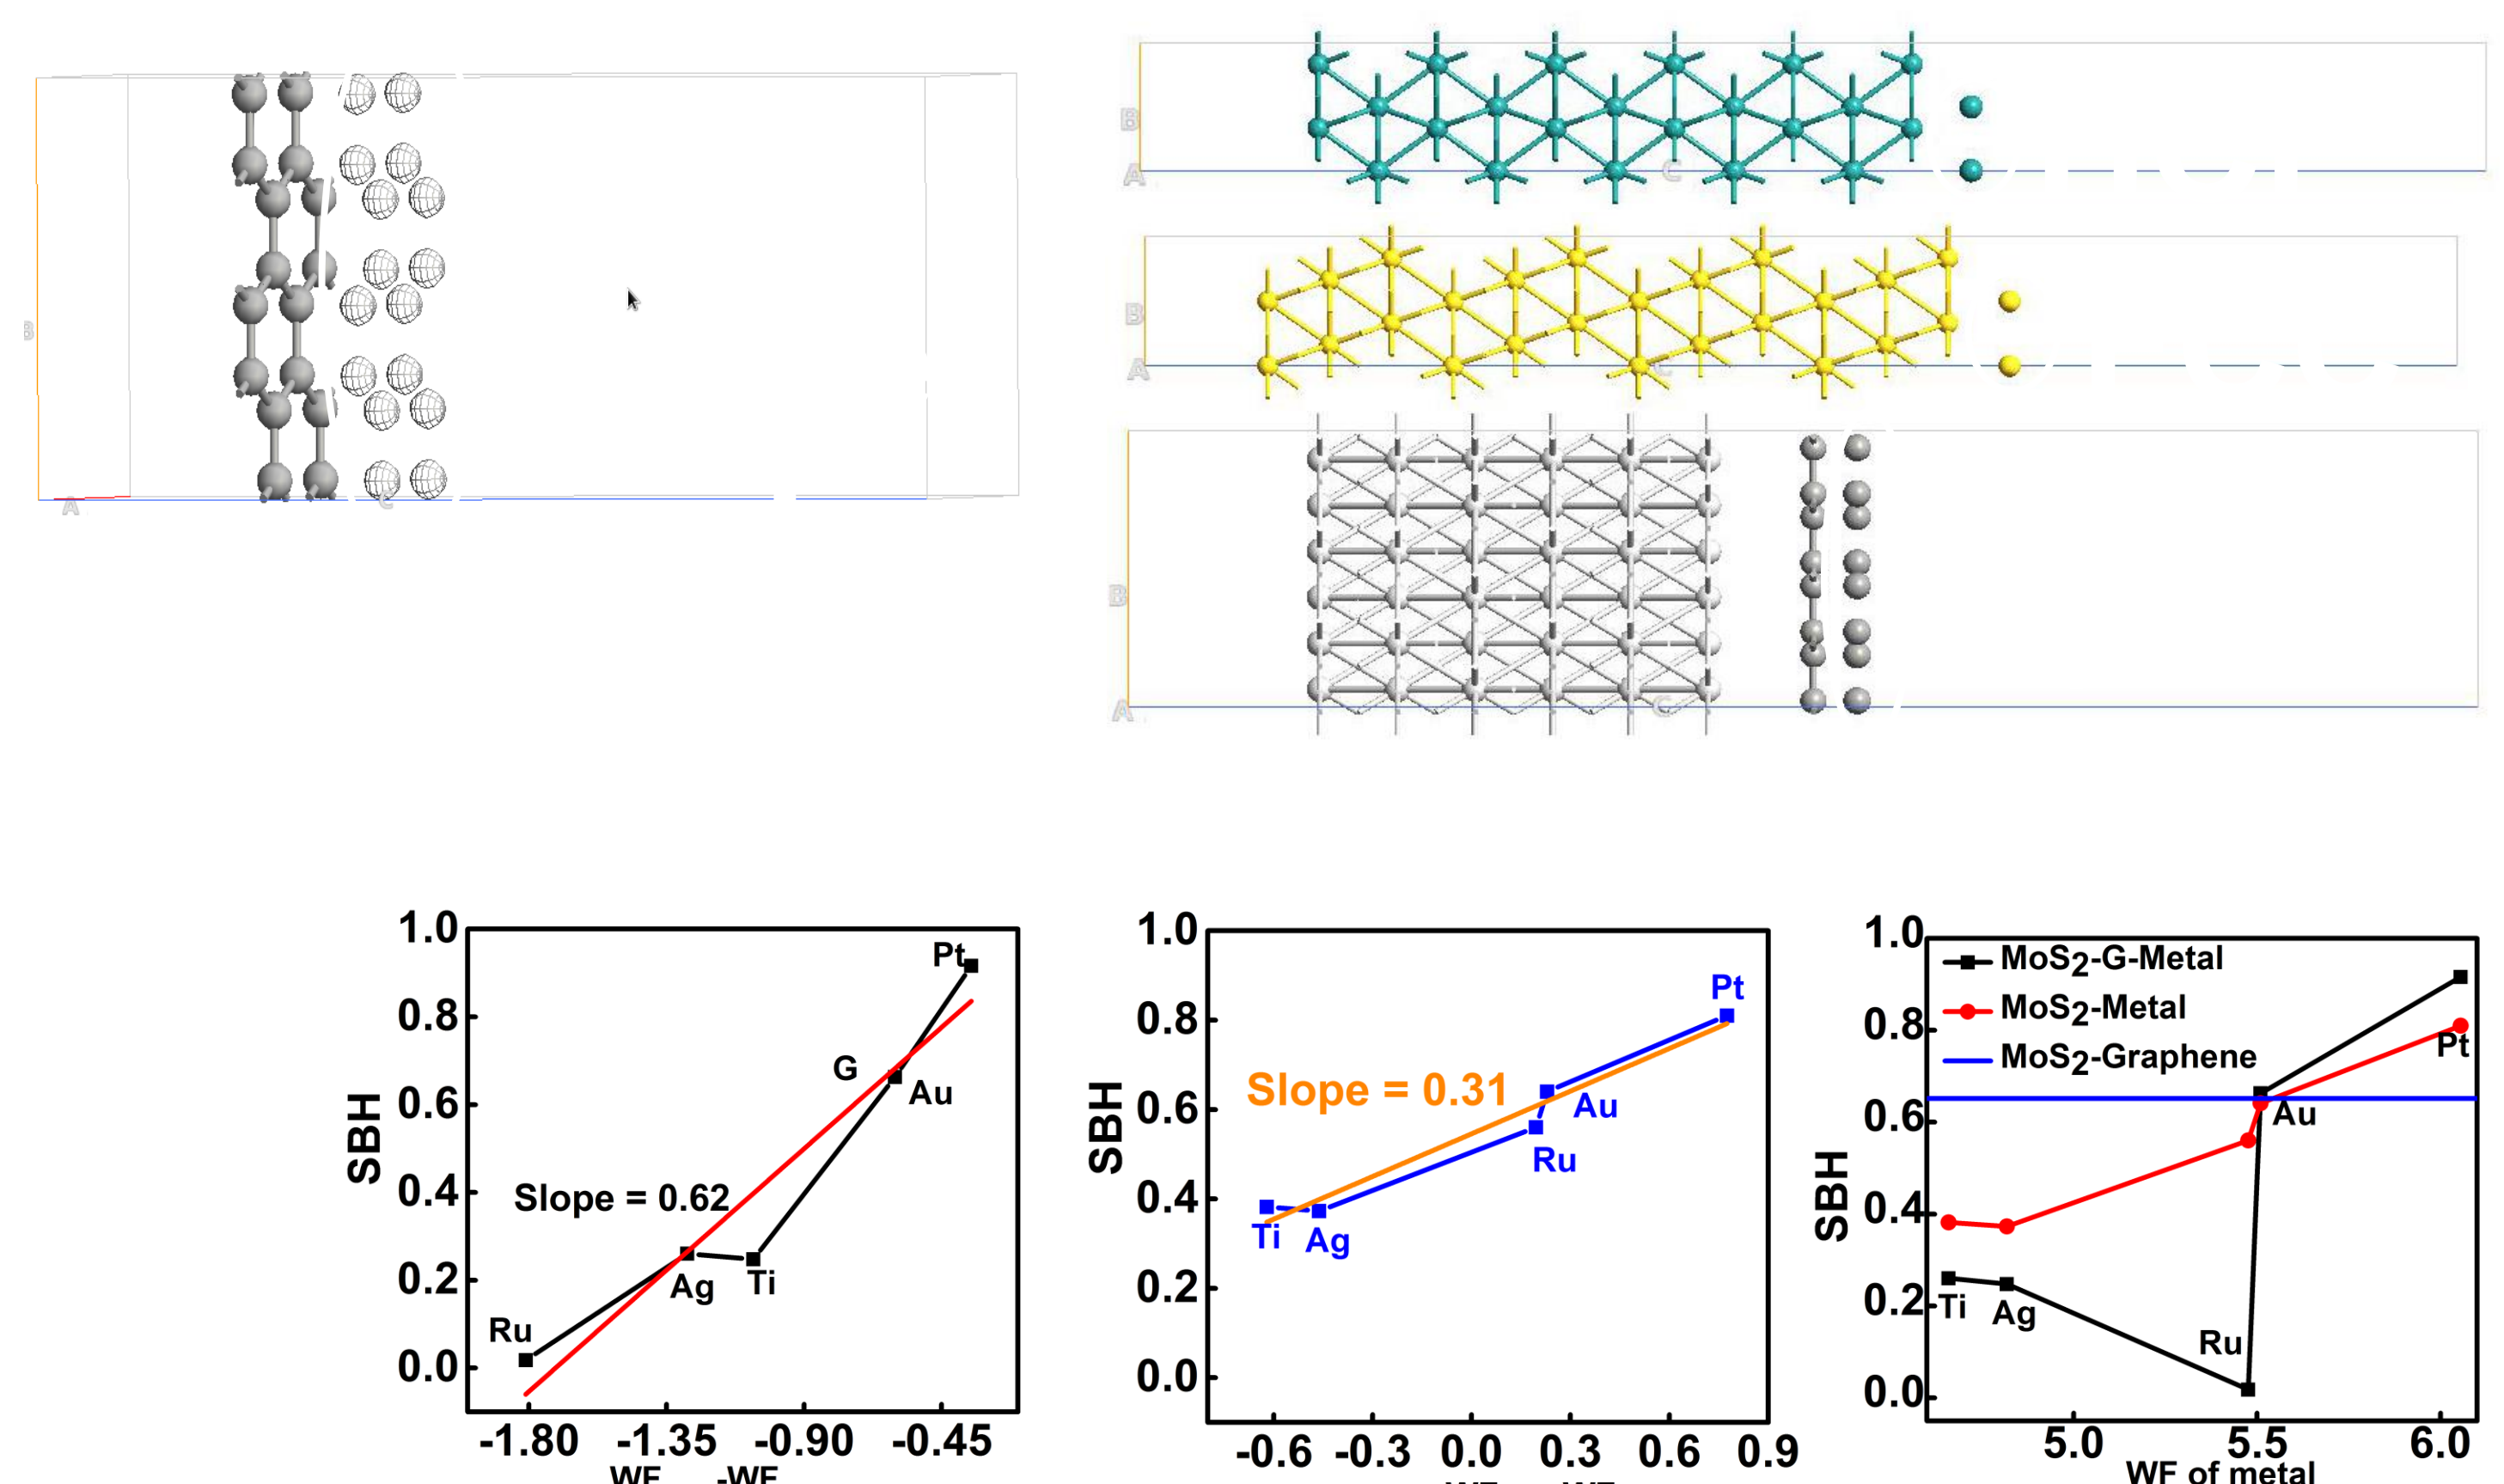 B
A
C
B
A
C
B
A
C
B
A
C
1.0
0.8
0.6
0.4
0.2
0.0
SBH
Pt
G
Au
Slope = 0.62
Ag
Ti
Ru
-1.80 -1.35 -0.90 -0.45
WF -WF
1.0
0.8
0.6
0.4
0.2
0.0
SBH
Pt
Slope = 0.31
Au
Ru
Ti
Ag
-0.6 -0.3 0.0 0.3 0.6 0.9
1.0
0.8
0.6
0.4
0.2
0.0
SBH
MoS2-G-Metal
MoS2-Metal
MoS2-Graphene
Pt
Au
Ti
Ag
Ru
5.0 5.5 6.0
WF of metal